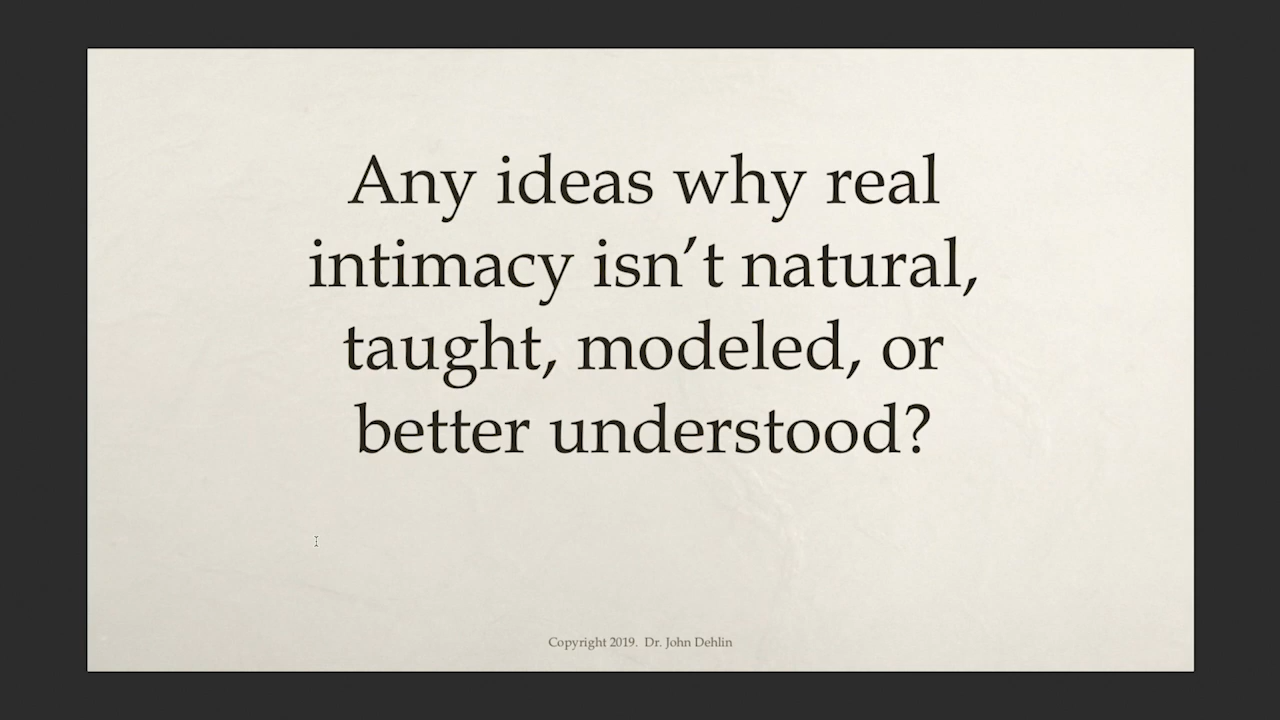 Any ideas why real
intimacy isn’t natural,
taught, modeled, or
better understood?
Copyright 2019.  Dr. John Dehlin